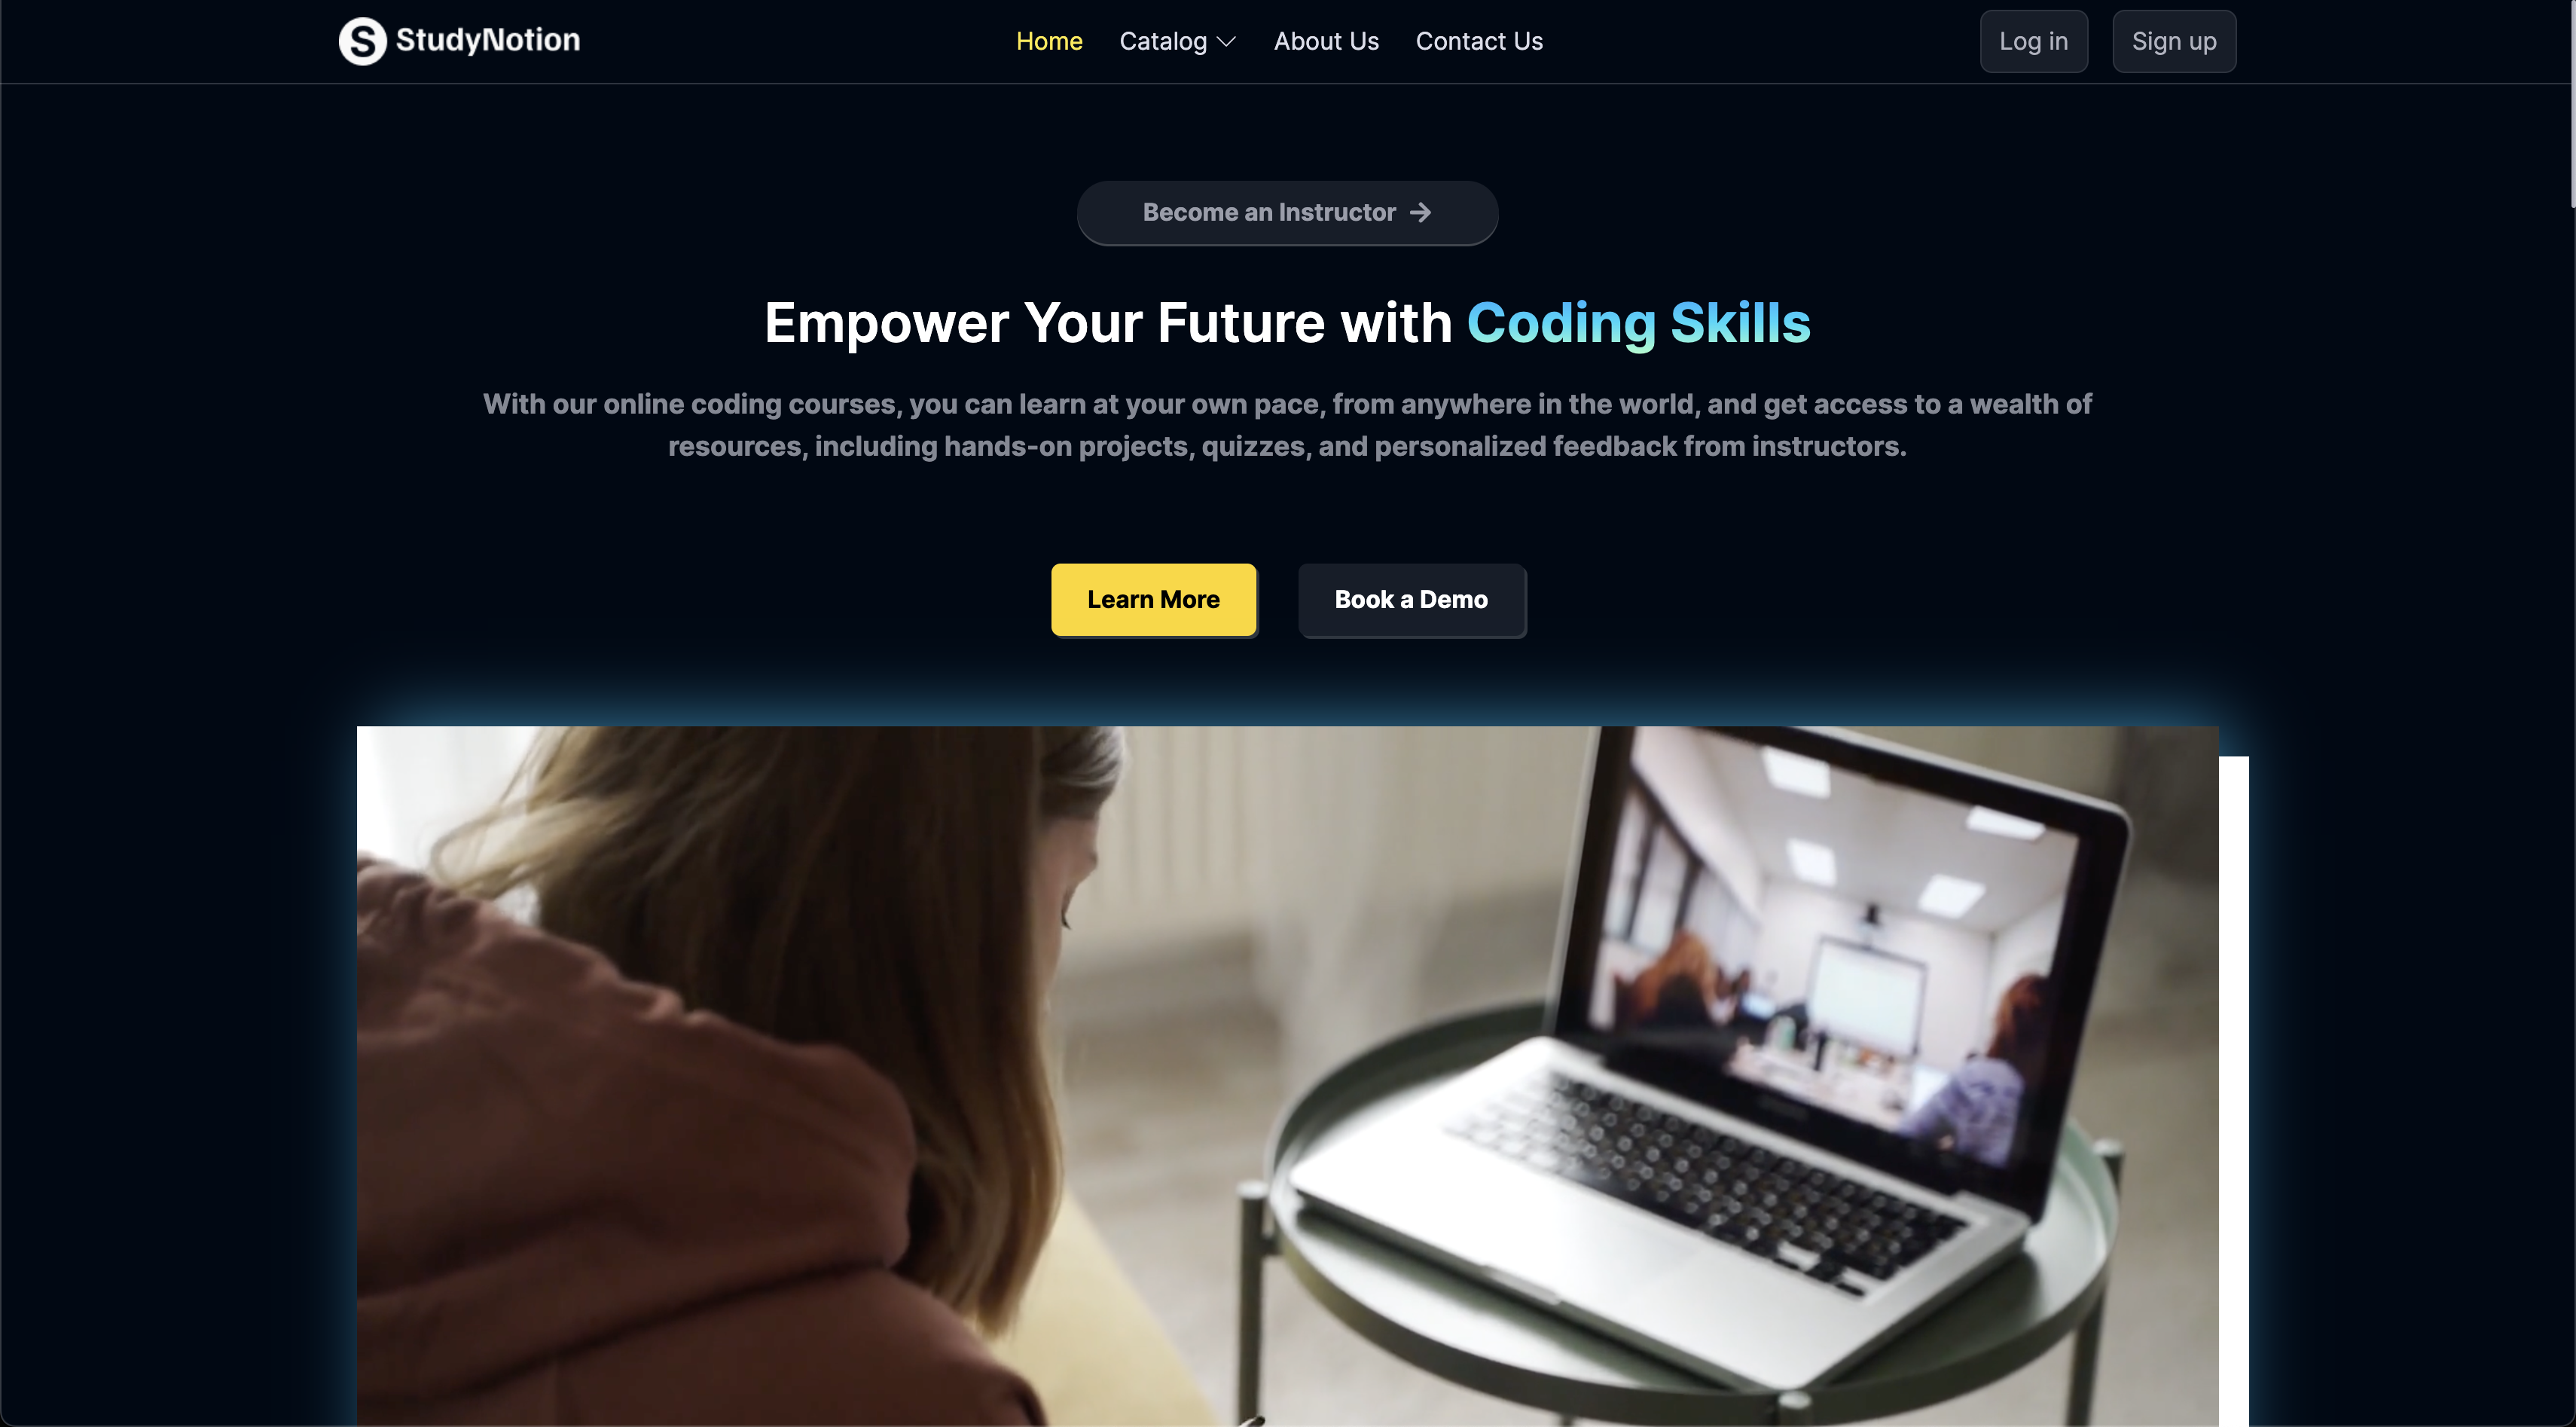 StudyNotion
Home
Catalog
About Us
Contact Us
Log in
Sign up
Become an Instructor
Empower Your Future with Coding Skills
With our online coding courses, you can learn at your own pace, from anywhere in the world, and get access to a wealth of
resources, including hands-on projects, quizzes, and personalized feedback from instructors.
Learn More
Book a Demo